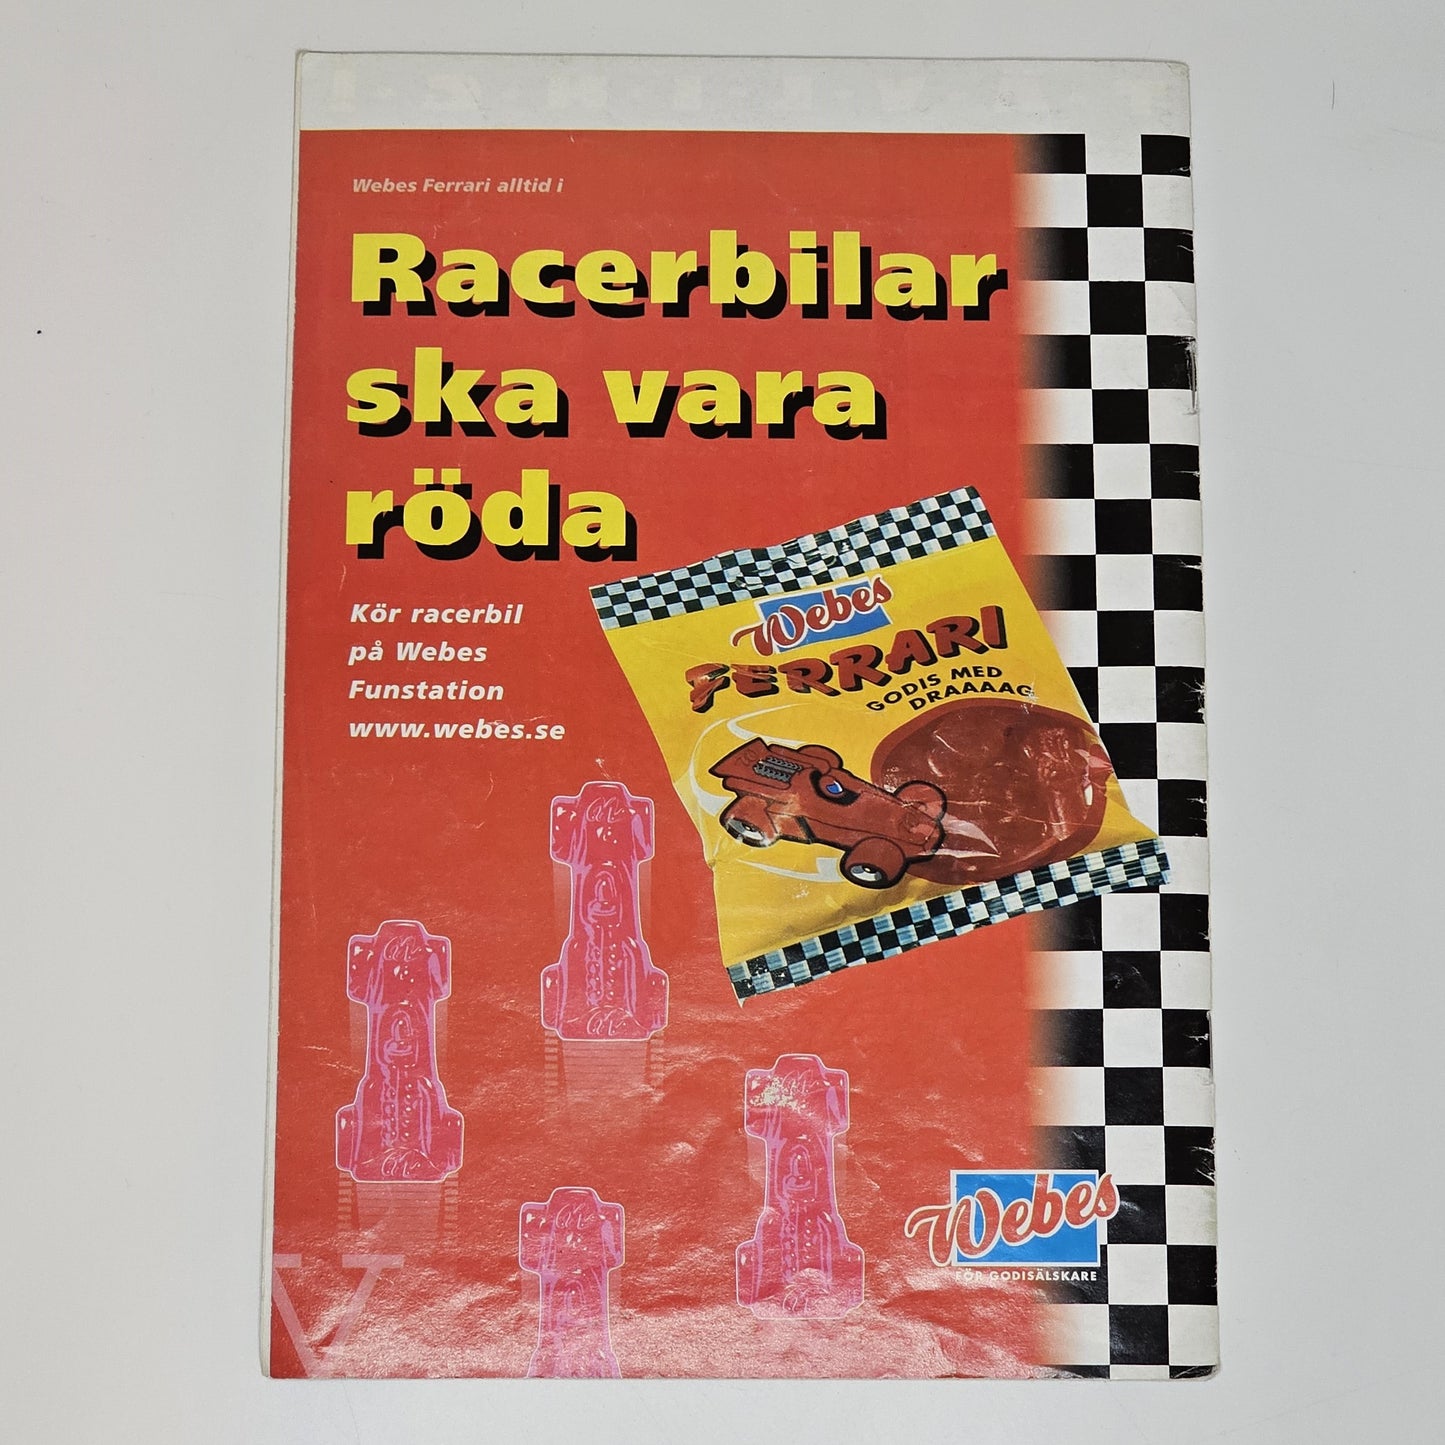 Webes Ferrari alltid i
Racerbilar
ska vara
röda
Kör racerbil
på Webes
Funstation
www.webes.se
Webes
FERRARI
GODIS MED
DRAAAAG
Webes
FÖR GODISÄLSKARE
V